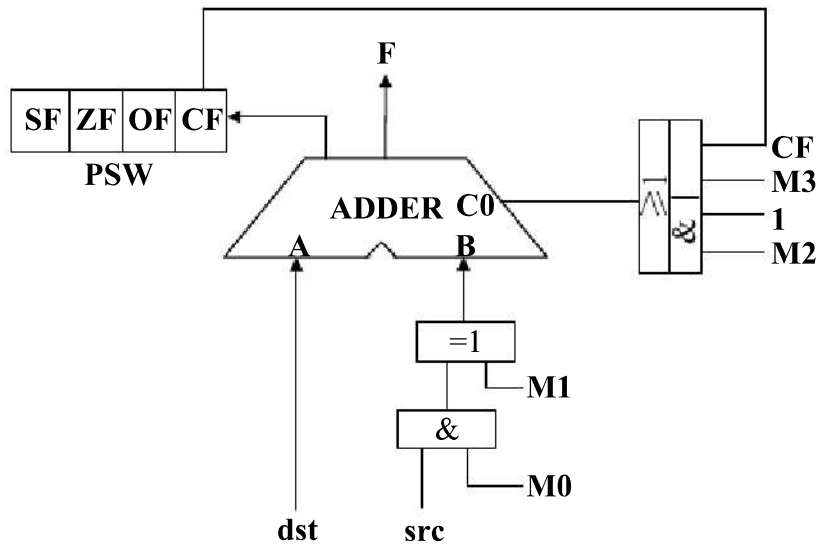 F
SF ZF OF CF
PSW
ADDER C0
A B
≥1
&
CF
M3
1
M2
=1
M1
&
M0
dst src